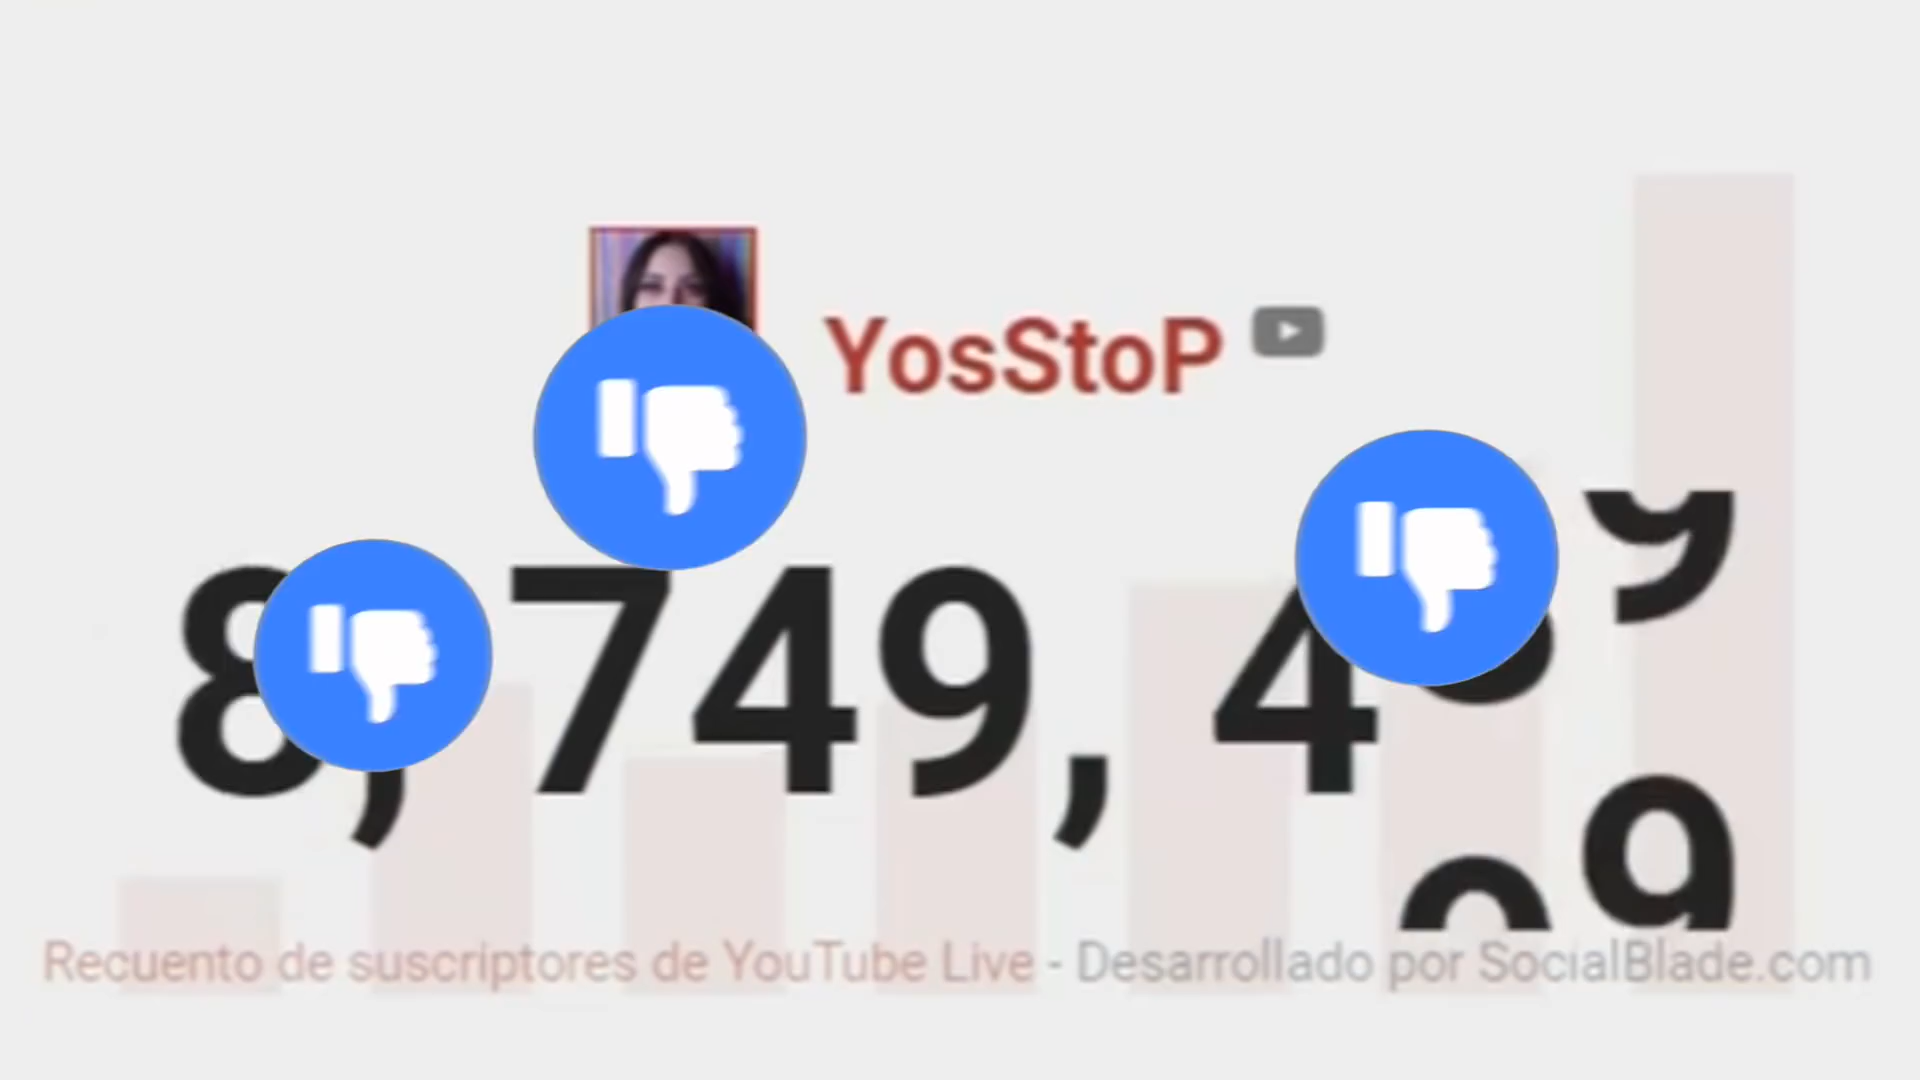 YosStoP
8,749,4
Recuento de suscriptores de YouTube Live - Desarrollado por SocialBlade.com